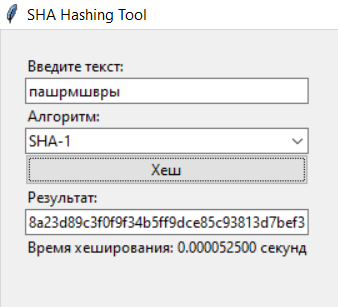 SHA Hashing Tool
Введите текст:
пашрмшвры
Алгоритм:
SHA-1
Хеш
Результат:
8a23d89c3f0f9f34b5ff9dce85c93813d7bef3
Время хеширования: 0.000052500 секунд